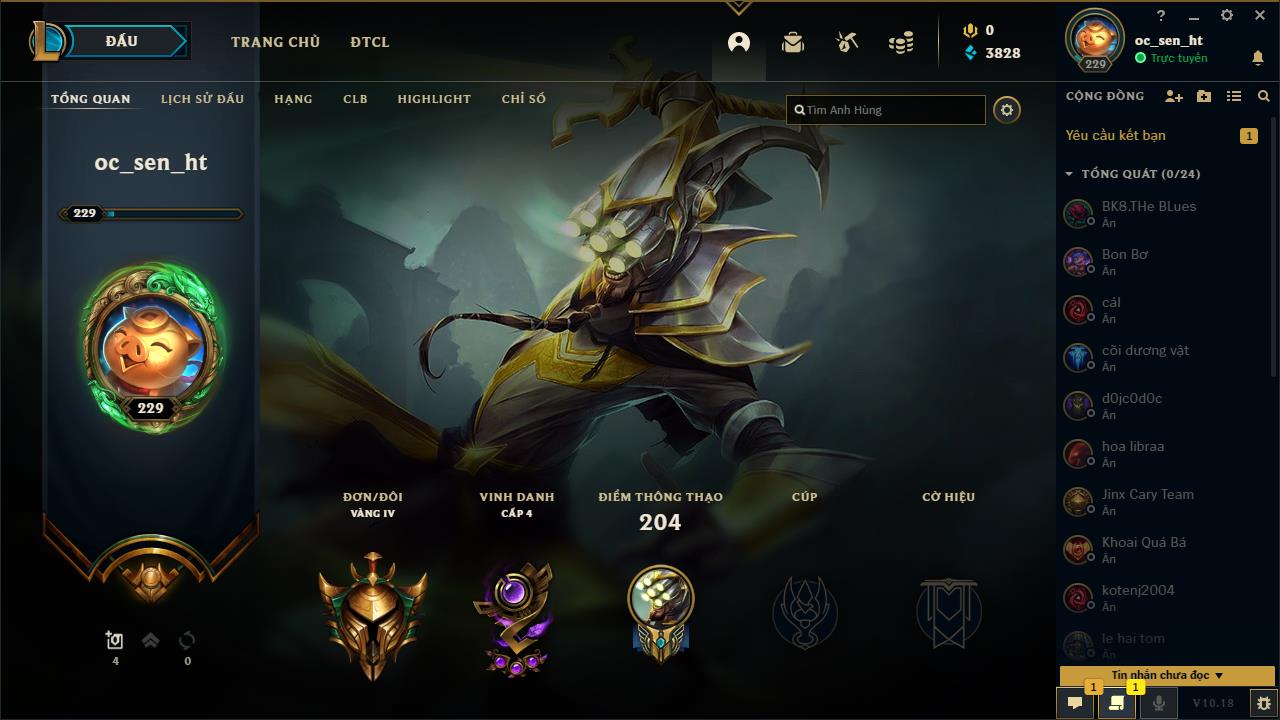 ĐẤU
TRANG CHỦ
ĐTCL
0
3828
?
oc_sen_ht
229
Trực tuyến
TỔNG QUAN
LỊCH SỬ ĐẤU
HẠNG
CLB
HIGHLIGHT
CHỈ SỐ
Tìm Anh Hùng
CỘNG ĐỒNG
Yêu cầu kết bạn
1
oc_sen_ht
229
229
TỔNG QUÁT (0/24)
BK8.THe BLues
Ẩn
Bon Bơ
Ẩn
cál
Ẩn
cõi dương vật
Ẩn
d0jc0d0c
Ẩn
hoa libraa
Ẩn
Jinx Cary Team
Ẩn
Khoai Quá Bá
Ẩn
kotenj2004
Ẩn
le hai tom
Ẩn
ĐƠN/ĐÔI
VÀNG IV
VINH DANH
CẤP 4
ĐIỂM THÔNG THẠO
204
CÚP
CỜ HIỆU
4
0
Tin nhắn chưa đọc
1
1
V10.18